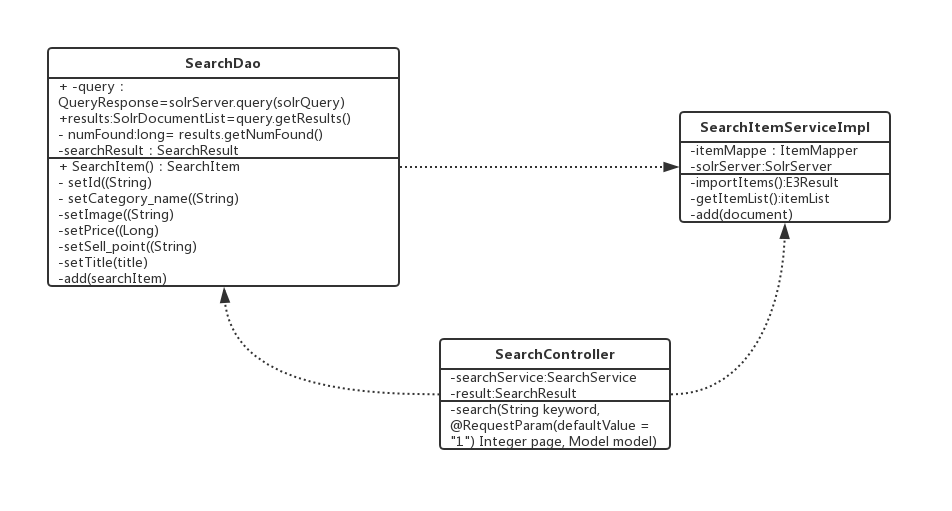 SearchDao
+ -query :
QueryResponse=solrServer.query(solrQuery)
+results:SolrDocumentList=query.getResults()
- numFound:long= results.getNumFound()
-searchResult : SearchResult
+ SearchItem() : SearchItem
- setId((String)
- setCategory_name((String)
-setImage((String)
-setPrice((Long)
-setSell_point((String)
-setTitle(title)
-add(searchItem)
SearchItemServiceImpl
-itemMappe : ItemMapper
-solrServer:SolrServer
-importItems():E3Result
-getItemList():itemList
-add(document)
SearchController
-searchService:SearchService
-result:SearchResult
-search(String keyword,
@RequestParam(defaultValue =
"1") Integer page, Model model)